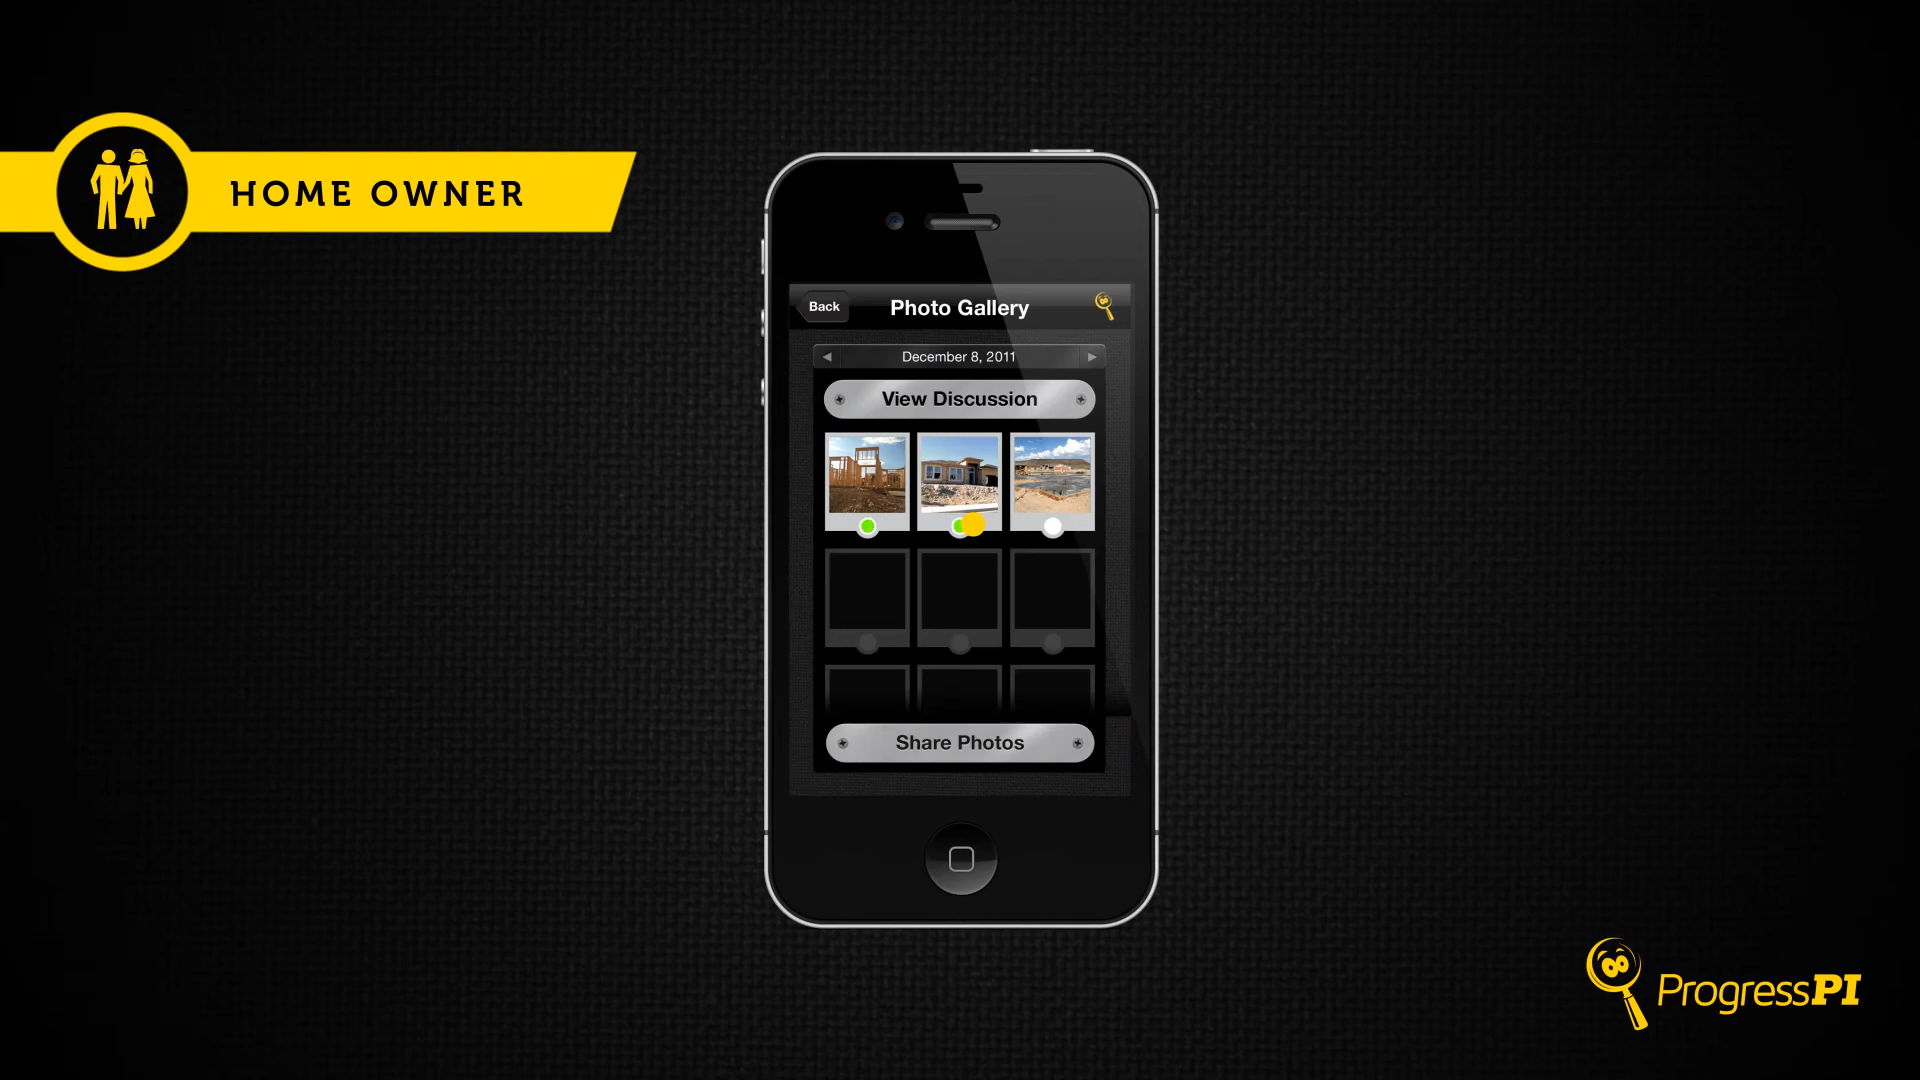 HOME OWNER
Back
Photo Gallery
December 8, 2011
View Discussion
Share Photos
ProgressPI